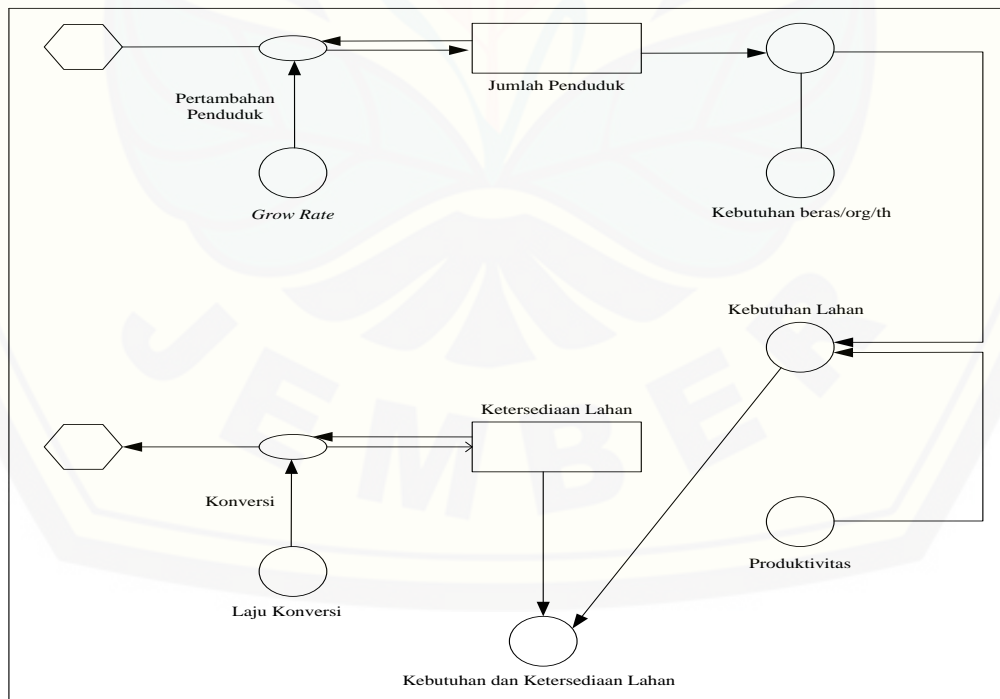 Jumlah Penduduk
Pertambahan
Penduduk
Grow Rate
Kebutuhan beras/org/th
Kebutuhan Lahan
Ketersediaan Lahan
Konversi
Produktivitas
Laju Konversi
Kebutuhan dan Ketersediaan Lahan
JEMBER